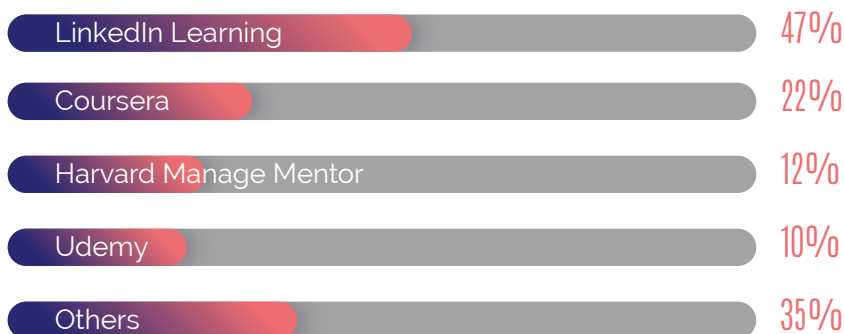 LinkedIn Learning 47%
Coursera 22%
Harvard Manage Mentor 12%
Udemy 10%
Others 35%